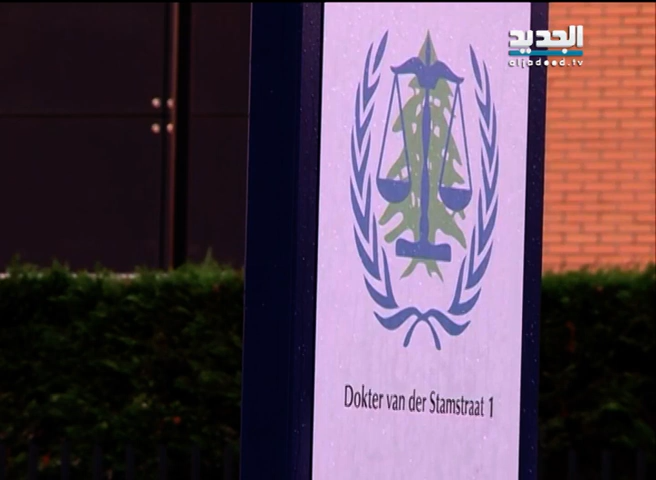 الجديد
aljadeed.tv
Dokter van der Stamstraat 1